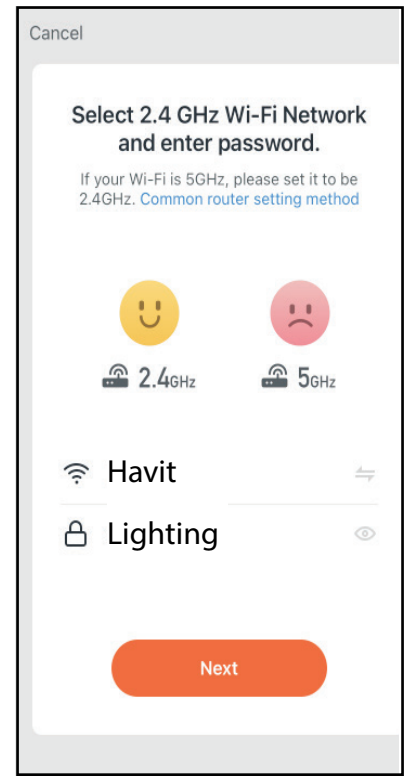 Cancel
Select 2.4 GHz Wi-Fi Network
and enter password.
If your Wi-Fi is 5GHz, please set it to be
2.4GHz. Common router setting method
2.4GHz 5GHz
Havit
Lighting
Next